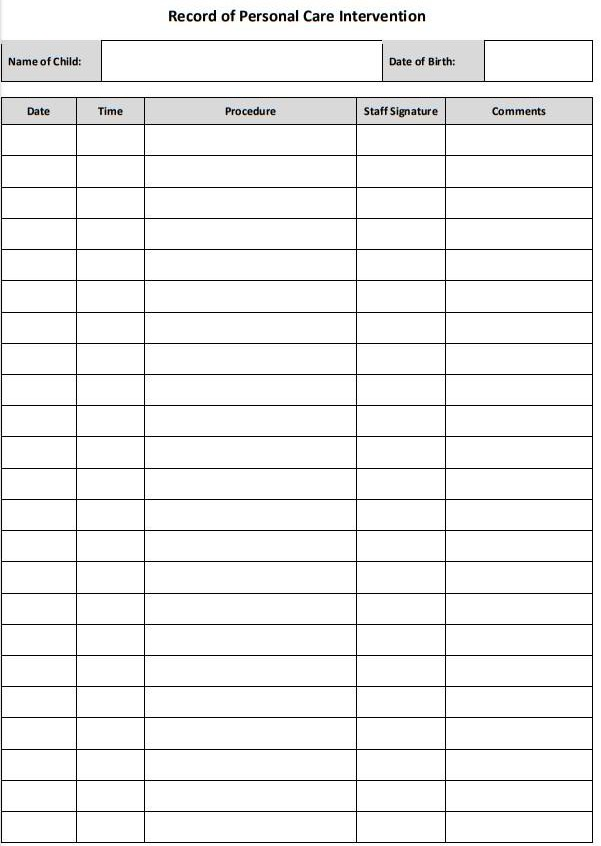 Record of Personal Care Intervention
Name of Child: Date of Birth:
Date Time Procedure Staff Signature Comments